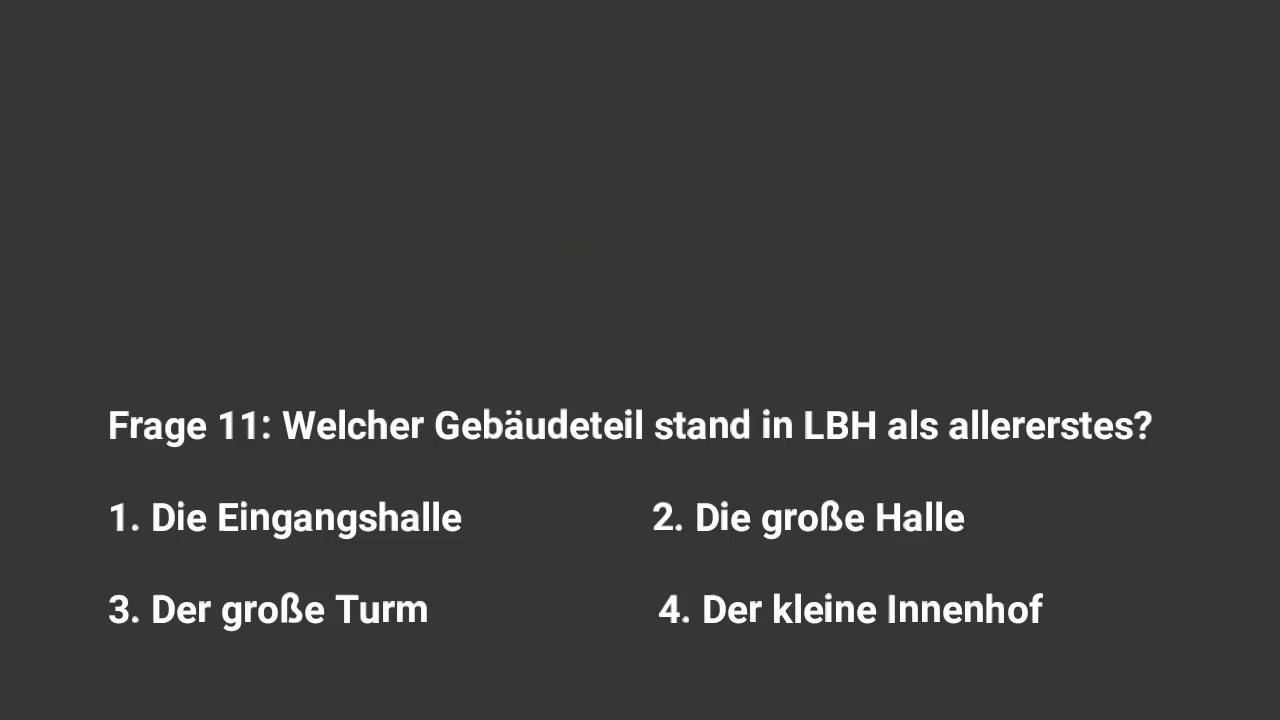 Frage 11: Welcher Gebäudeteil stand in LBH als allererstes?
1. Die Eingangshalle 2. Die große Halle
3. Der große Turm 4. Der kleine Innenhof